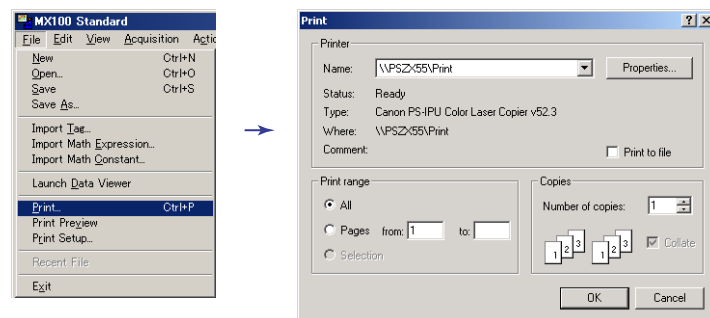 MX100 Standard
File Edit View Acquisition Actio
New Ctrl+N
Open... Ctrl+O
Save Ctrl+S
Save As...
Import Tag...
Import Math Expression...
Import Math Constant...
Launch Data Viewer
Print... Ctrl+P
Print Preview
Print Setup...
Recent File
Exit
Print
Printer
Name: \\PSZX55\Print Properties...
Status: Ready
Type: Canon PS-IPU Color Laser Copier v52.3
Where: \\PSZX55\Print
Comment: Print to file
Print range
All
Pages from: 1 to:
Selection
Copies
Number of copies: 1
1 2 3 1 2 3 Collate
OK Cancel